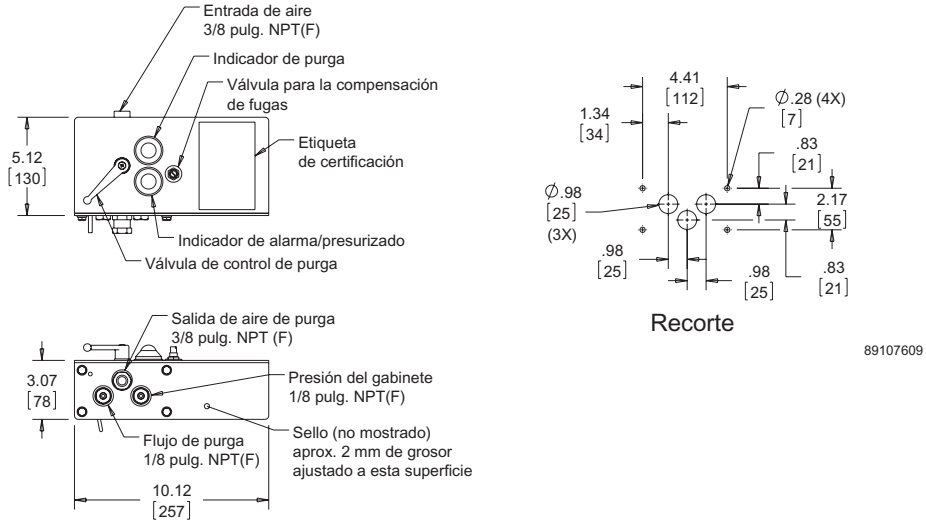 Entrada de aire
3/8 pulg. NPT(F)
Indicador de purga
Válvula para la compensación
de fugas
Etiqueta
de certificación
5.12
[130]
Indicador de alarma/presurizado
Válvula de control de purga
Salida de aire de purga
3/8 pulg. NPT (F)
3.07
[78]
Presión del gabinete
1/8 pulg. NPT(F)
Flujo de purga
1/8 pulg. NPT(F)
Sello (no mostrado)
aprox. 2 mm de grosor
ajustado a esta superficie
10.12
[257]
4.41
[112]
1.34
[34]
Ø.28 (4X)
[7]
.83
[21]
Ø.98
[25]
(3X)
2.17
[55]
.98
[25]
.98
[25]
.83
[21]
Recorte
89107609